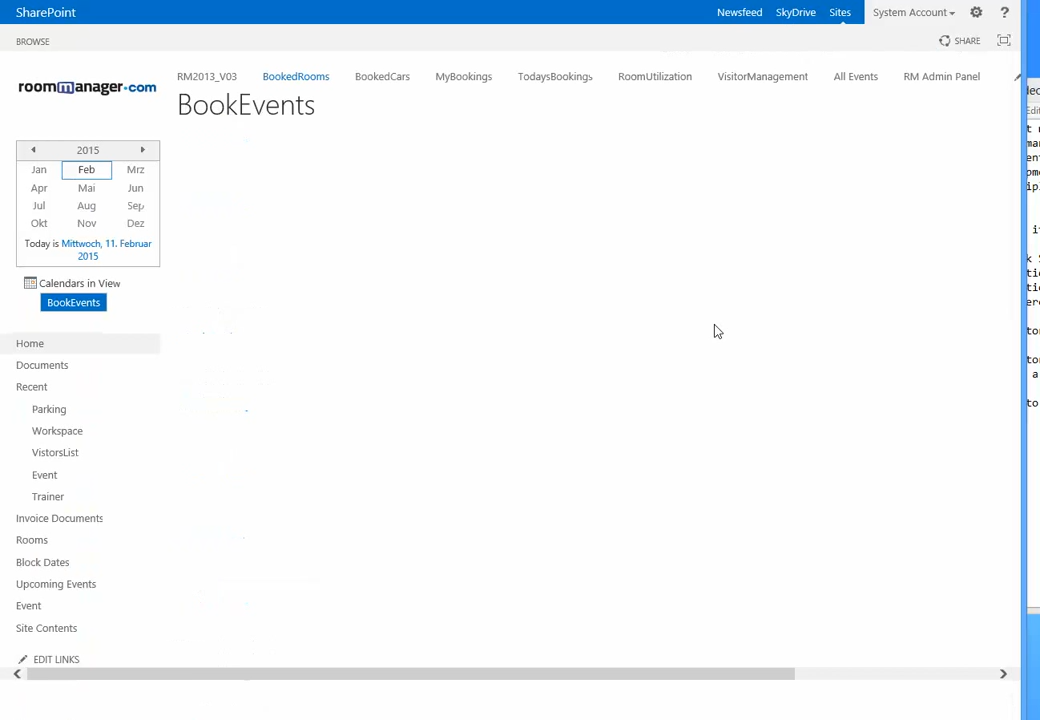 SharePoint
Newsfeed SkyDrive Sites System Account ?
BROWSE
SHARE
roommanager.com
RM2013_V03 BookedRooms BookedCars MyBookings TodaysBookings RoomUtilization VisitorManagement All Events RM Admin Panel
BookEvents
2015
Jan Feb Mrz
Apr Mai Jun
Jul Aug Sep
Okt Nov Dez
Today is Mittwoch, 11. Februar
2015
Calendars in View
BookEvents
Home
Documents
Recent
Parking
Workspace
VistorsList
Event
Trainer
Invoice Documents
Rooms
Block Dates
Upcoming Events
Event
Site Contents
EDIT LINKS